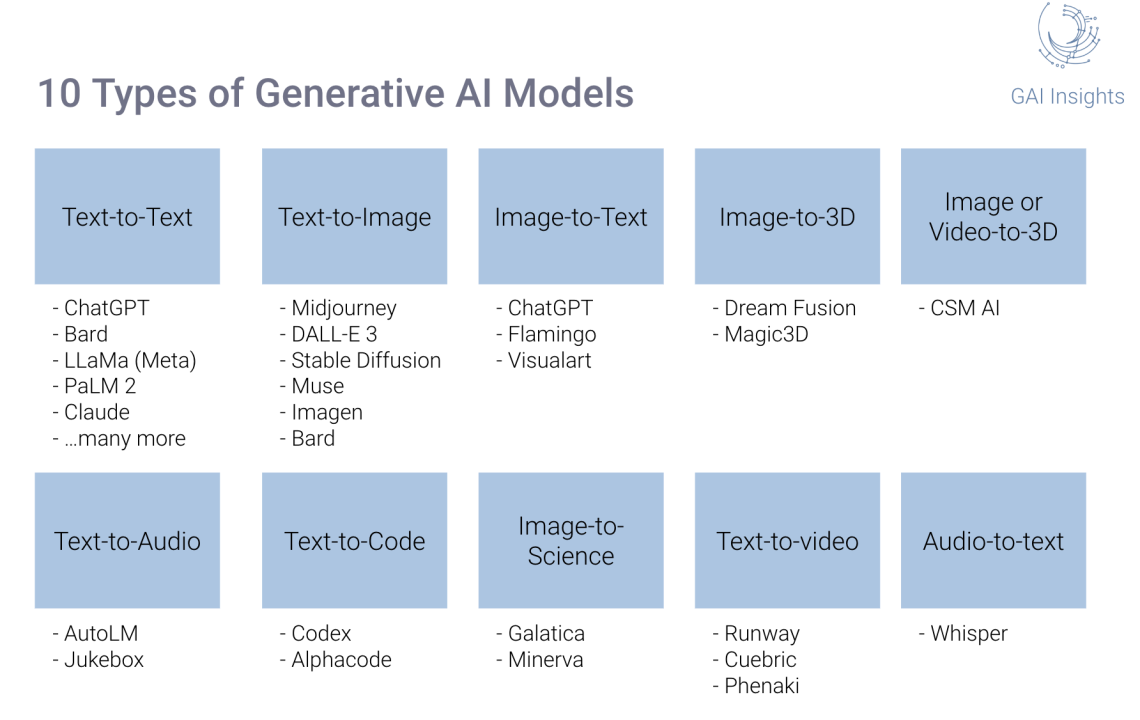 GAI Insights
10 Types of Generative AI Models
Text-to-Text
- ChatGPT
- Bard
- LLaMa (Meta)
- PaLM 2
- Claude
- ...many more
Text-to-Image
- Midjourney
- DALL-E 3
- Stable Diffusion
- Muse
- Imagen
- Bard
Image-to-Text
- ChatGPT
- Flamingo
- Visualart
Image-to-3D
- Dream Fusion
- Magic3D
Image or
Video-to-3D
- CSM AI
Text-to-Audio
- AutoLM
- Jukebox
Text-to-Code
- Codex
- Alphacode
Image-to-
Science
- Galatica
- Minerva
Text-to-video
- Runway
- Cuebric
- Phenaki
Audio-to-text
- Whisper